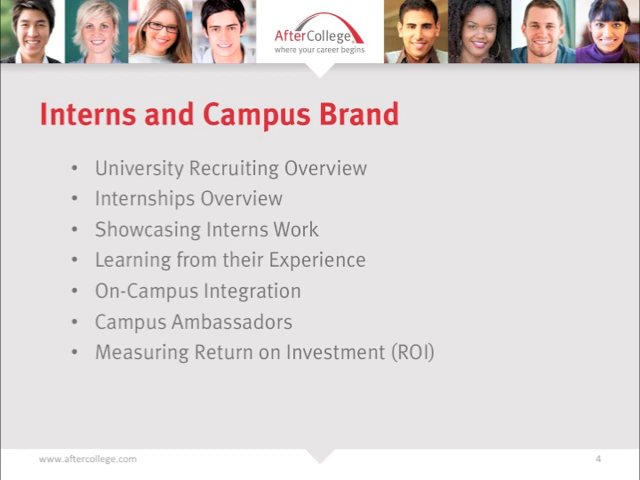 AfterCollege
where your career begins
Interns and Campus Brand
• University Recruiting Overview
• Internships Overview
• Showcasing Interns Work
• Learning from their Experience
• On-Campus Integration
• Campus Ambassadors
• Measuring Return on Investment (ROI)
www.aftercollege.com
4